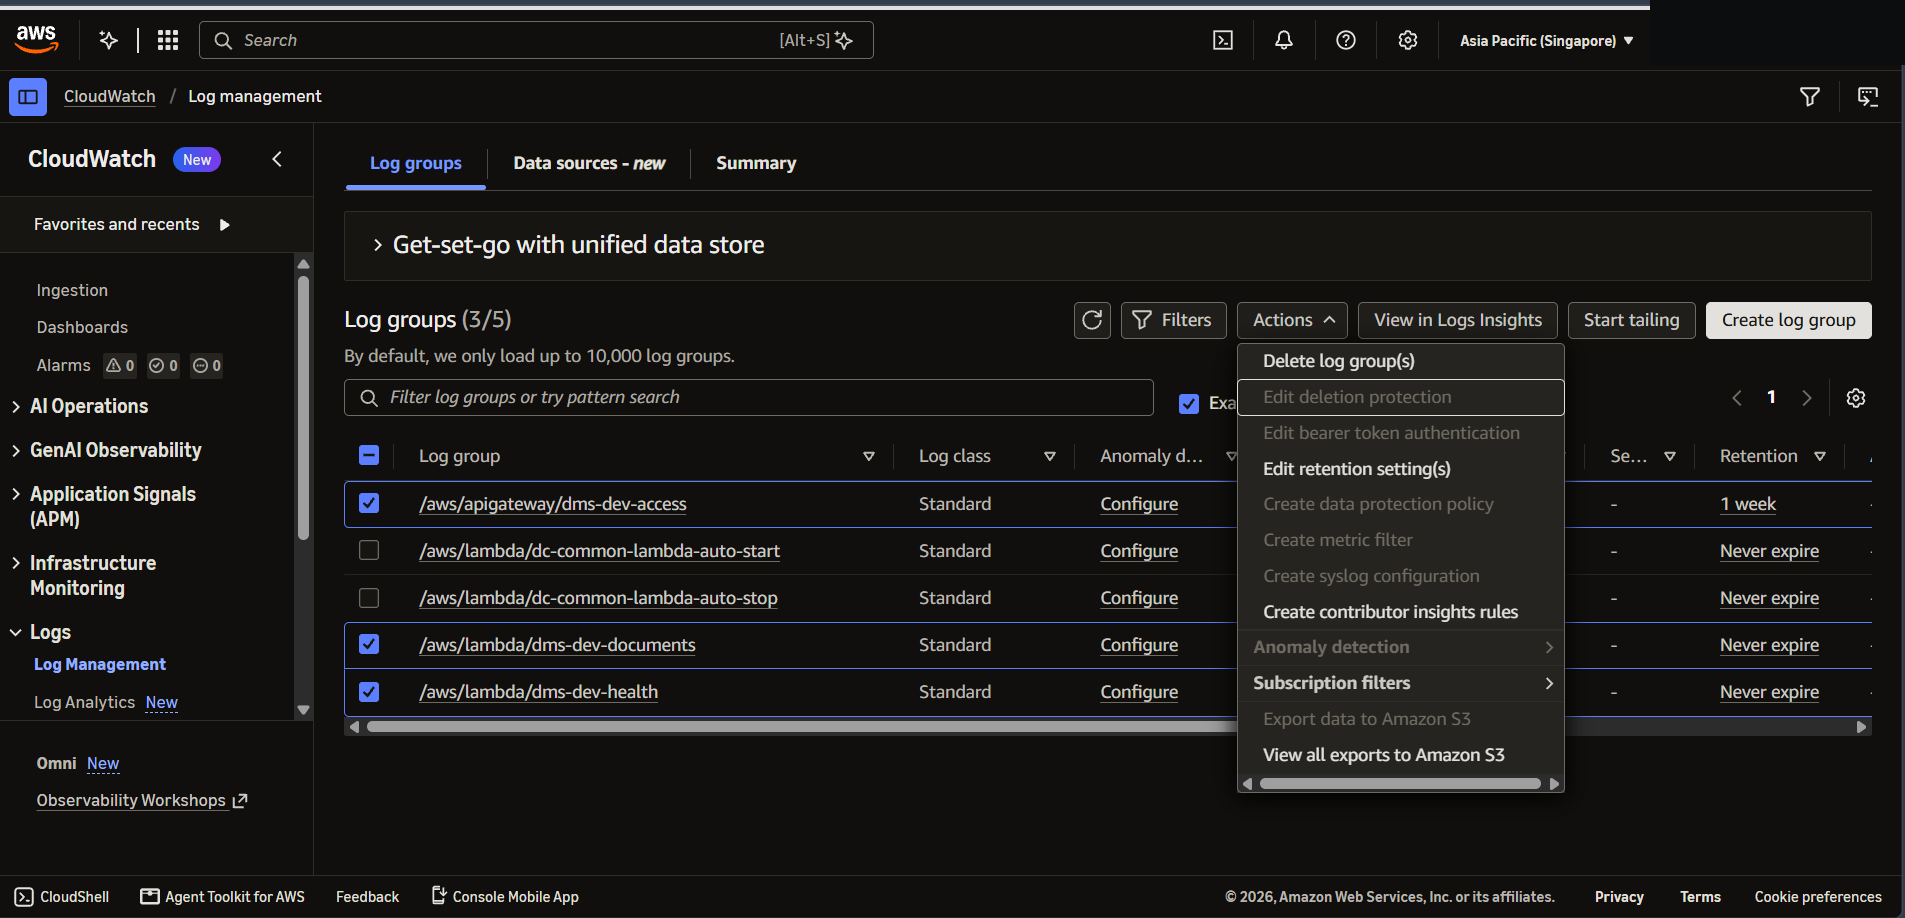 aws
Search
[Alt+S]
Asia Pacific (Singapore)
CloudWatch / Log management
CloudWatch New
Favorites and recents
Ingestion
Dashboards
Alarms 0 0 0
AI Operations
GenAI Observability
Application Signals
(APM)
Infrastructure
Monitoring
Logs
Log Management
Log Analytics New
Omni New
Observability Workshops
Log groups
Data sources - new
Summary
Get-set-go with unified data store
Log groups (3/5)
By default, we only load up to 10,000 log groups.
Filters
Actions
View in Logs Insights
Start tailing
Create log group
Filter log groups or try pattern search
Exa
1
Log group Log class Anomaly d... Se... Retention
/aws/apigateway/dms-dev-access Standard Configure - 1 week
/aws/lambda/dc-common-lambda-auto-start Standard Configure - Never expire
/aws/lambda/dc-common-lambda-auto-stop Standard Configure - Never expire
/aws/lambda/dms-dev-documents Standard Configure - Never expire
/aws/lambda/dms-dev-health Standard Configure - Never expire
Delete log group(s)
Edit deletion protection
Edit bearer token authentication
Edit retention setting(s)
Create data protection policy
Create metric filter
Create syslog configuration
Create contributor insights rules
Anomaly detection
Subscription filters
Export data to Amazon S3
View all exports to Amazon S3
CloudShell
Agent Toolkit for AWS
Feedback
Console Mobile App
© 2026, Amazon Web Services, Inc. or its affiliates.
Privacy
Terms
Cookie preferences